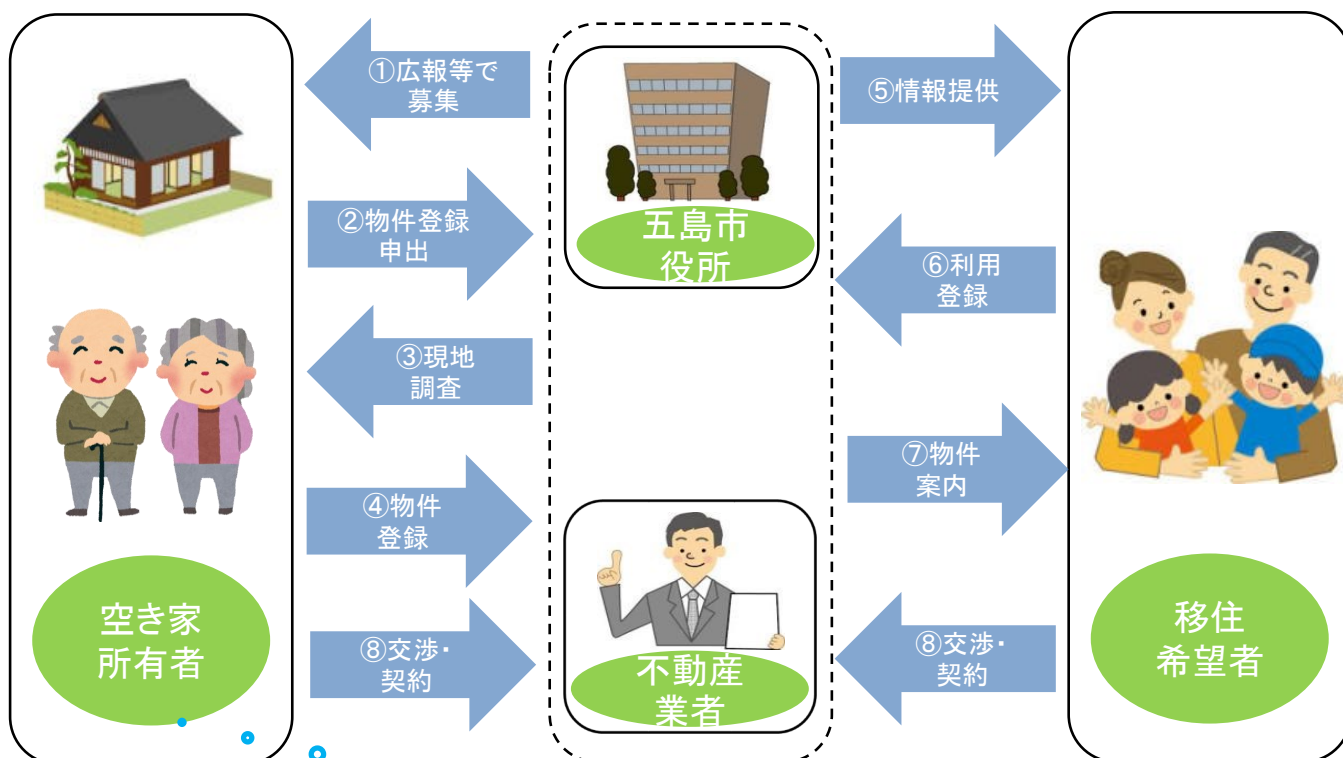 ①広報等で
募集
②物件登録
申出
③現地
調査
④物件
登録
⑧交渉・
契約
空き家
所有者
五島市
役所
不動産
業者
⑤情報提供
⑥利用
登録
⑦物件
案内
⑧交渉・
契約
移住
希望者